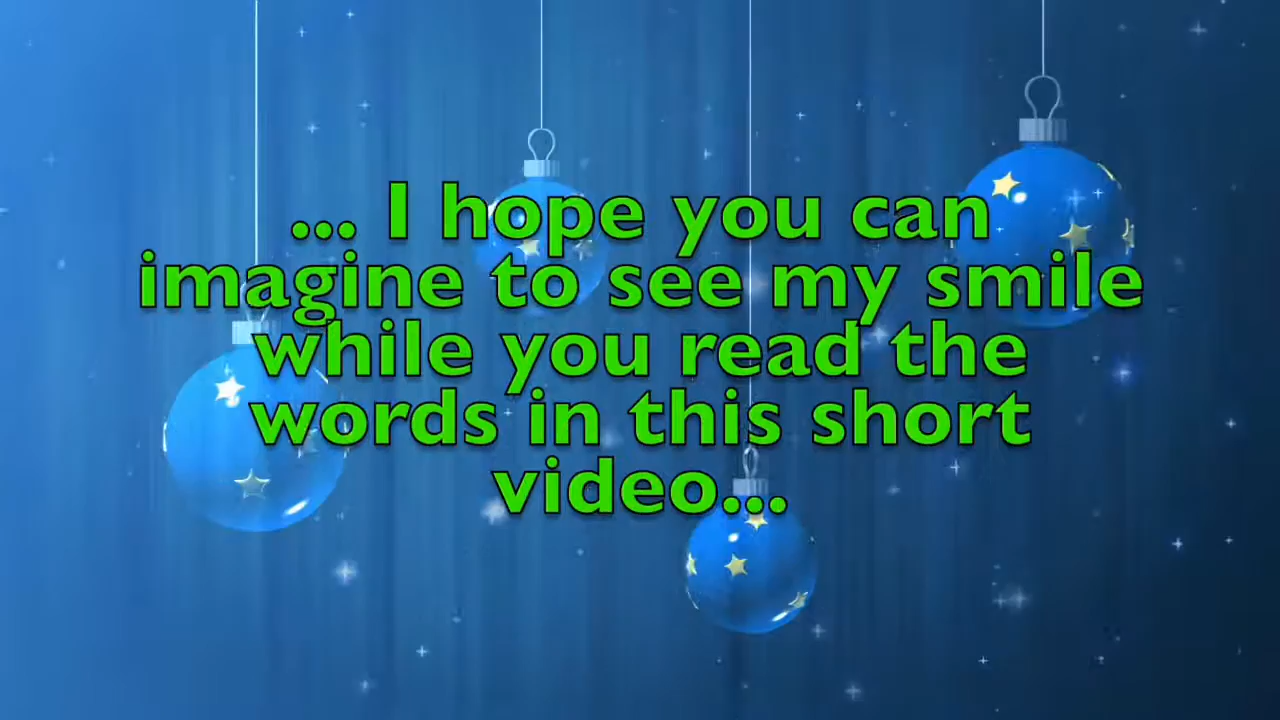 ... I hope you can
imagine to see my smile
while you read the
words in this short
video...